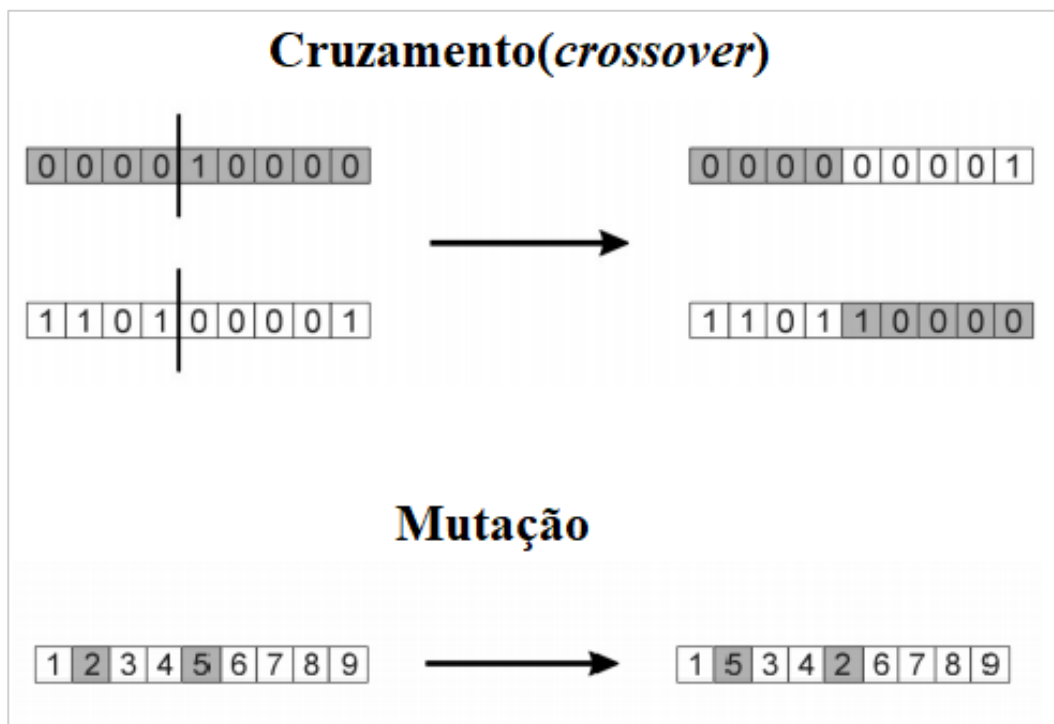 Cruzamento(crossover)
0 0 0 0 1 0 0 0 0
0 0 0 0 0 0 0 0 1
1 1 0 1 0 0 0 0 1
1 1 0 1 1 0 0 0 0
Mutação
1 2 3 4 5 6 7 8 9
1 5 3 4 2 6 7 8 9